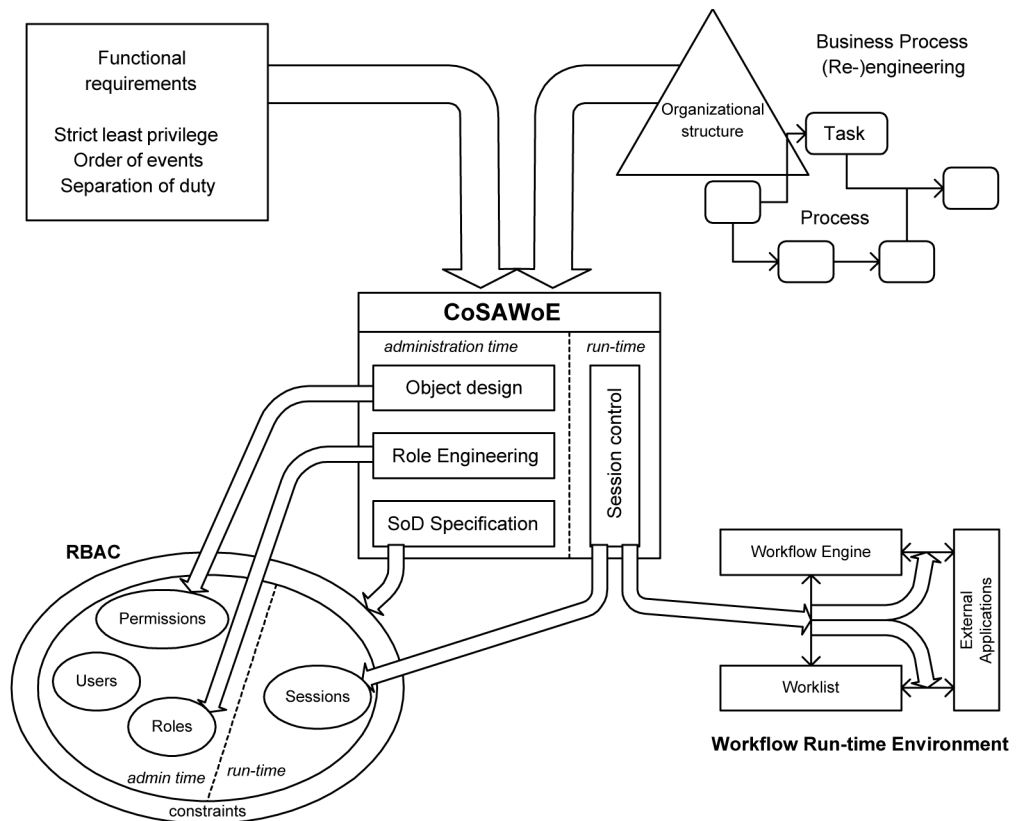 Functional
requirements
Strict least privilege
Order of events
Separation of duty
Business Process
(Re-)engineering
Organizational
structure
Task
Process
CoSAWoE
administration time
run-time
Object design
Role Engineering
SoD Specification
Session control
RBAC
Permissions
Users
Roles
Sessions
admin time
run-time
constraints
Workflow Engine
Worklist
External
Applications
Workflow Run-time Environment